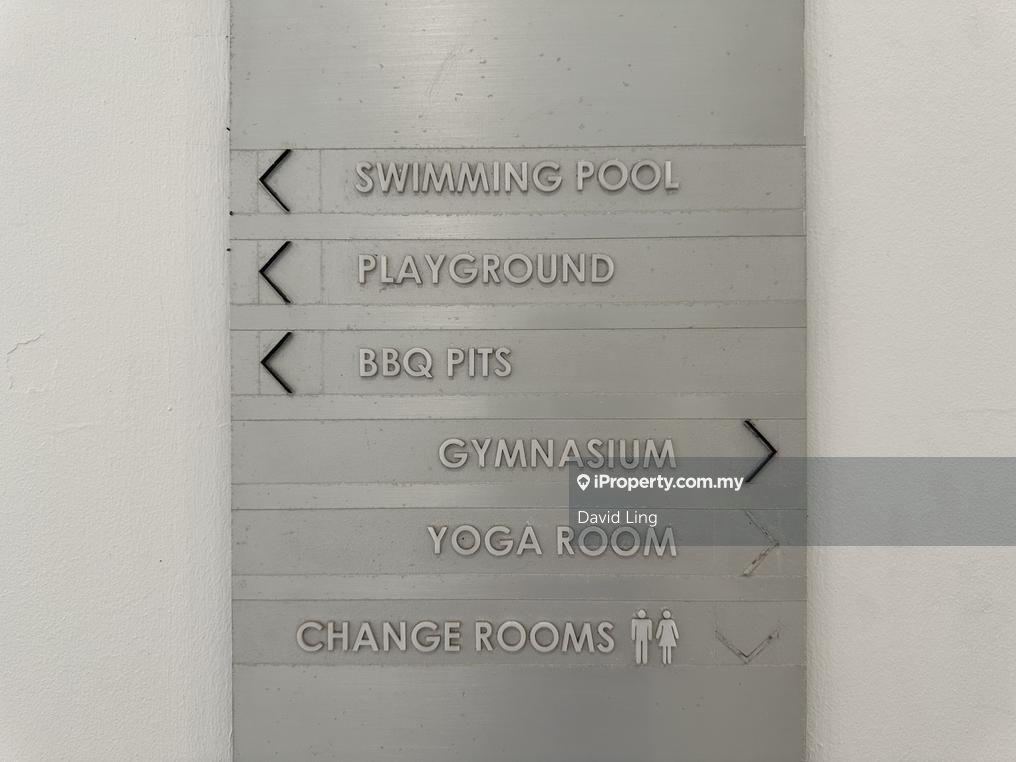 SWIMMING POOL
PLAYGROUND
BBQ PITS
GYMNASIUM
iProperty.com.my
David Ling
YOGA ROOM
CHANGE ROOMS